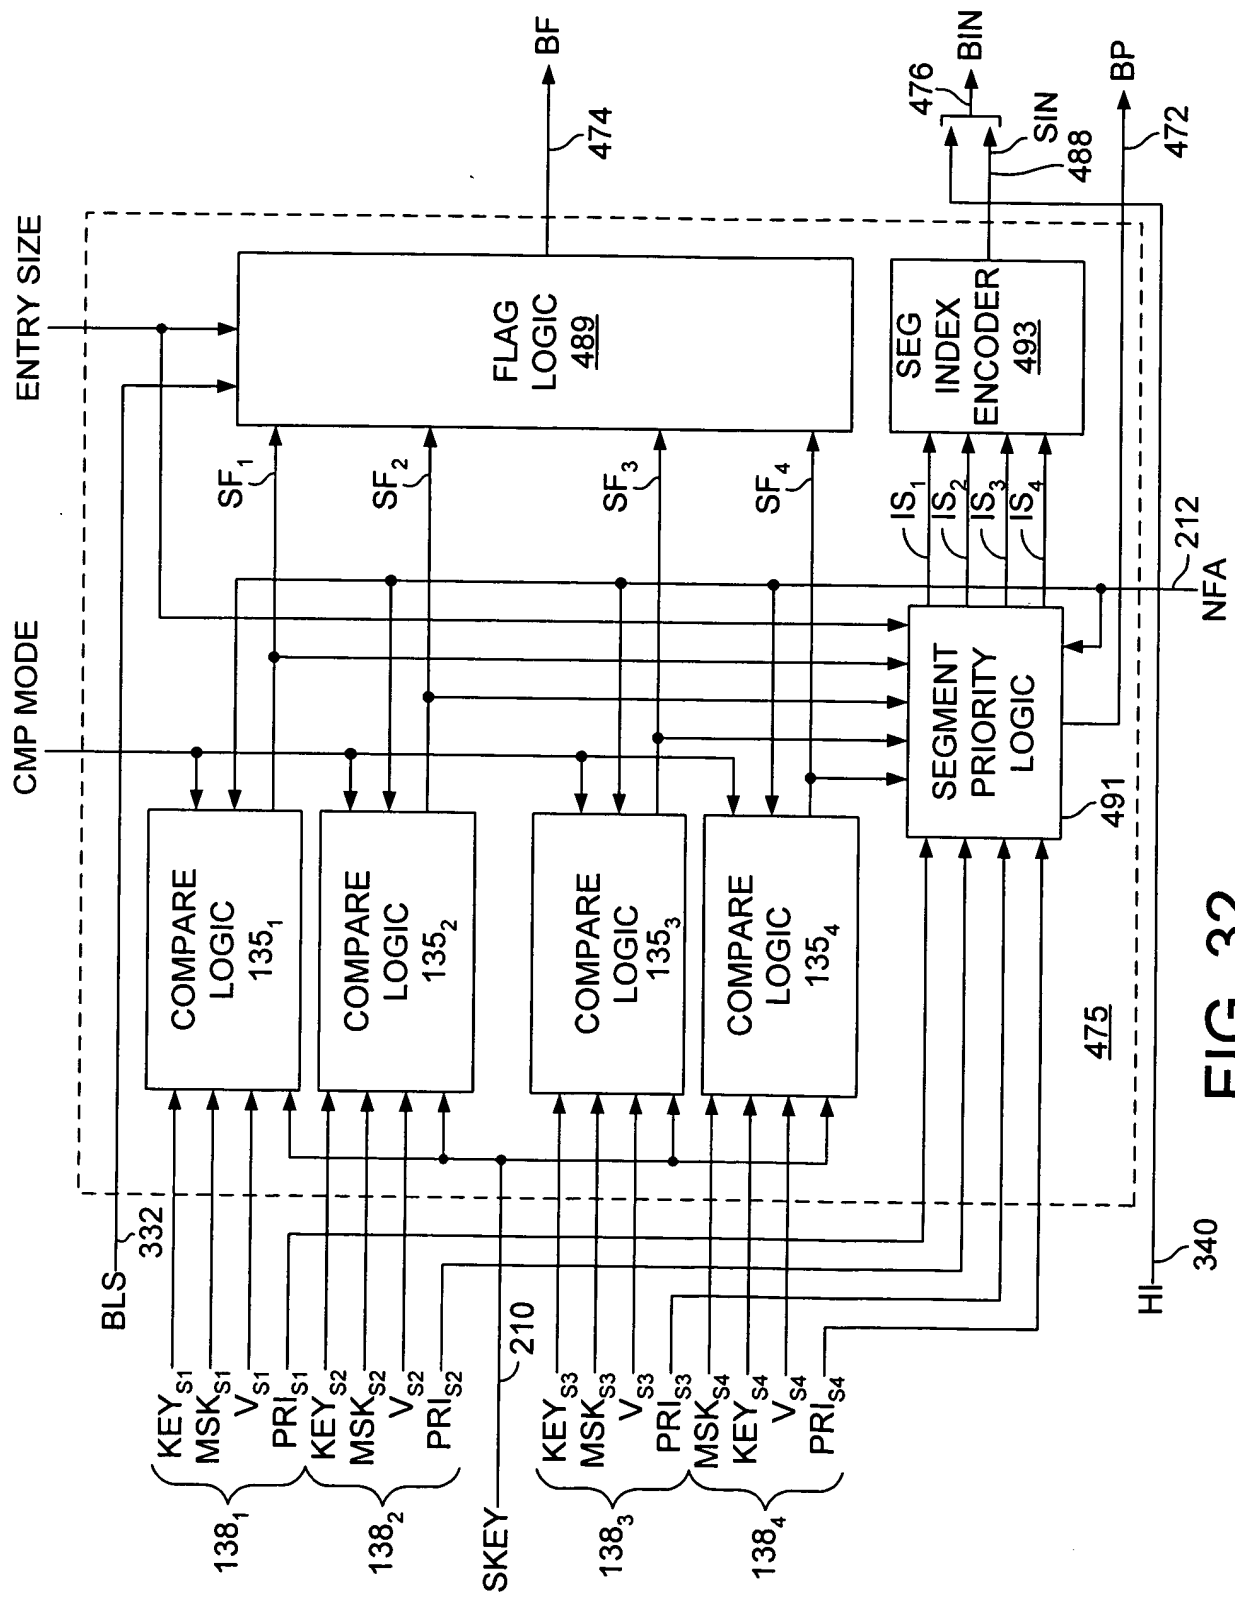 ENTRY SIZE
CMP MODE
BF
474
476
BIN
SIN
488
BP
472
FLAG
LOGIC
489
SEG
INDEX
ENCODER
493
SF1
SF2
SF3
SF4
IS1
IS2
IS3
IS4
212
NFA
COMPARE
LOGIC
1351
COMPARE
LOGIC
1352
COMPARE
LOGIC
1353
COMPARE
LOGIC
1354
SEGMENT
PRIORITY
LOGIC
491
475
BLS
332
KEYS1
MSKS1
VS1
PRIS1
KEYS2
MSKS2
VS2
PRIS2
SKEY
210
KEYS3
MSKS3
VS3
PRIS3
MSKS4
KEYS4
VS4
PRIS4
HI
340
1381
1382
1383
1384
FIG. 32